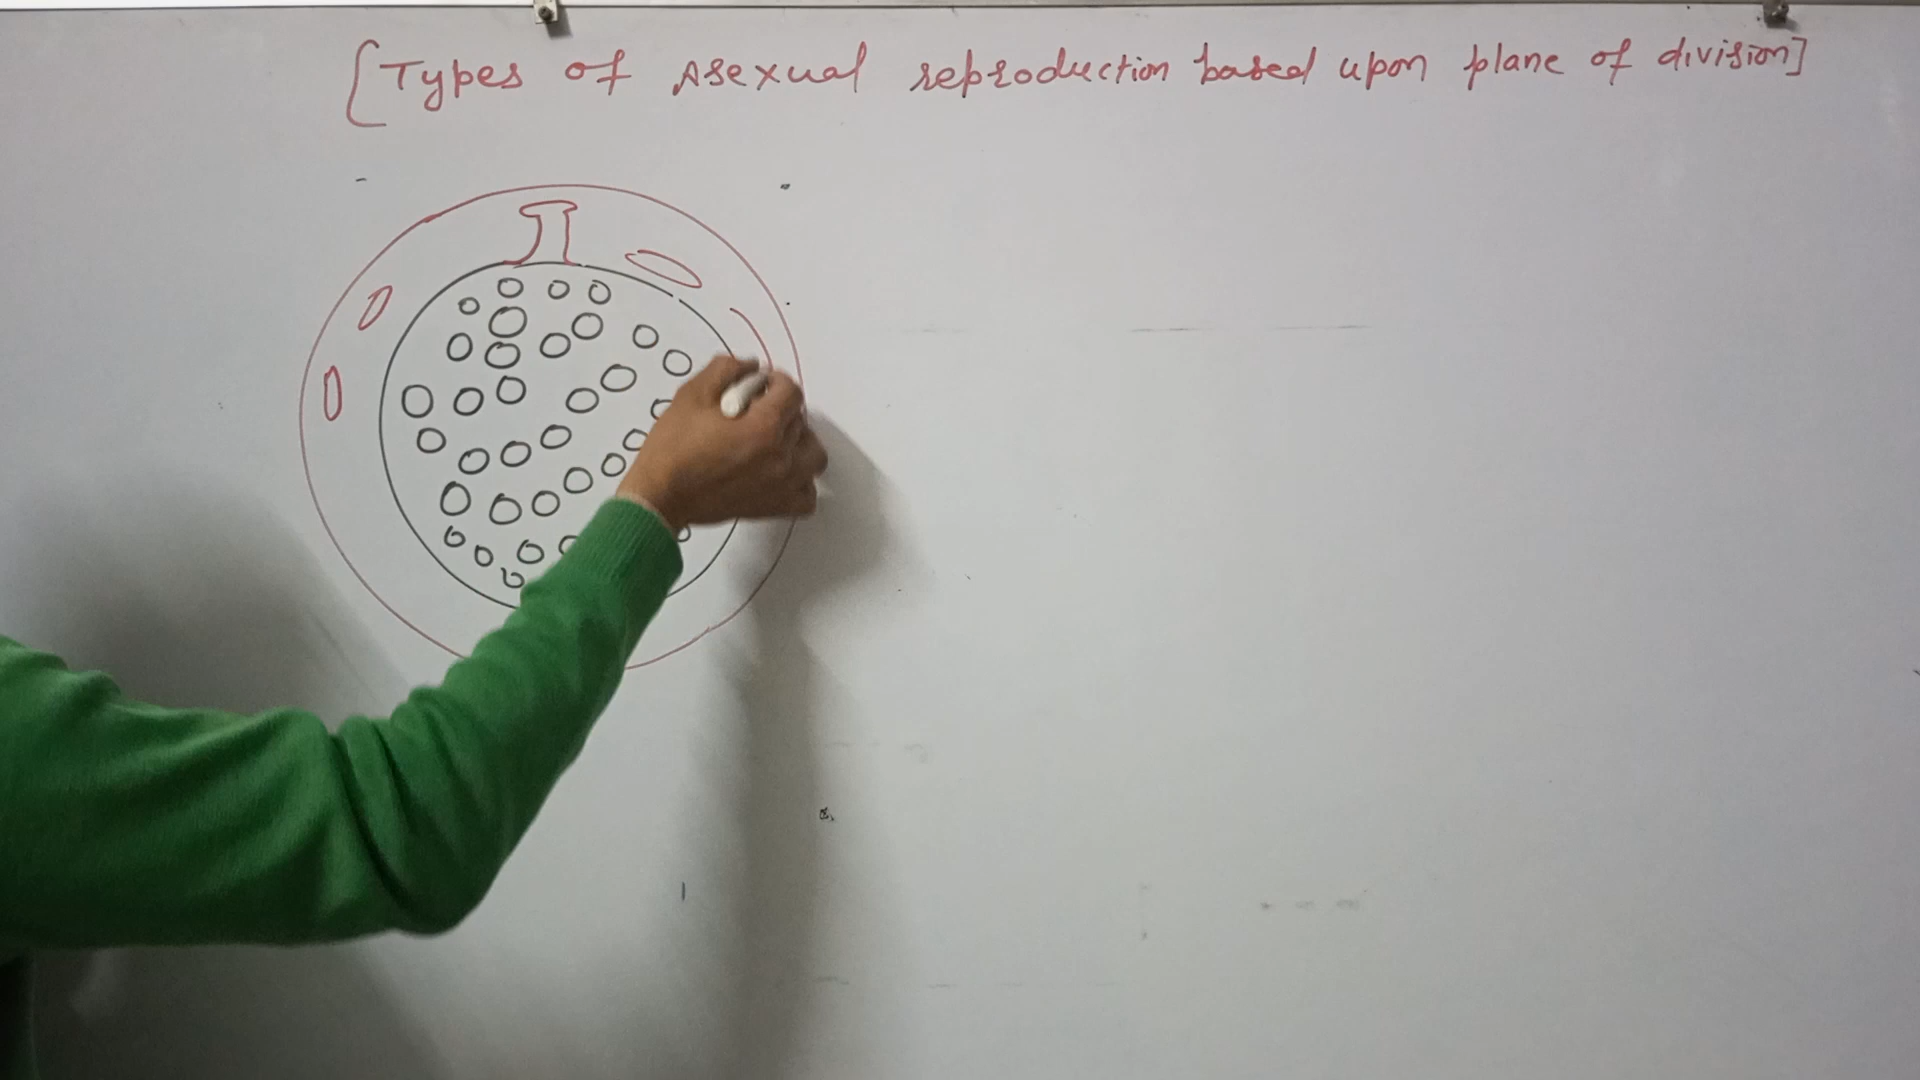 [Types of Asexual reproduction based upon plane of division]